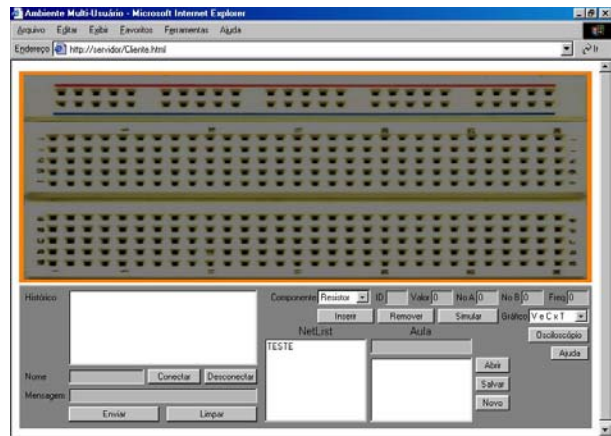 Ambiente Multi-Usuário - Microsoft Internet Explorer
Arquivo Editar Exibir Favoritos Ferramentas Ajuda
Endereço http://servidor/Cliente.html Ir
Histórico
Componente Resistor ID Valor 0 No A 0 No B 0 Freq 0
Inserir Remover Simular Gráfico V e C x T
NetList Aula Osciloscópio
TESTE
Ajuda
Abrir
Nome Conectar Desconectar Salvar
Mensagem
Novo
Enviar Limpar